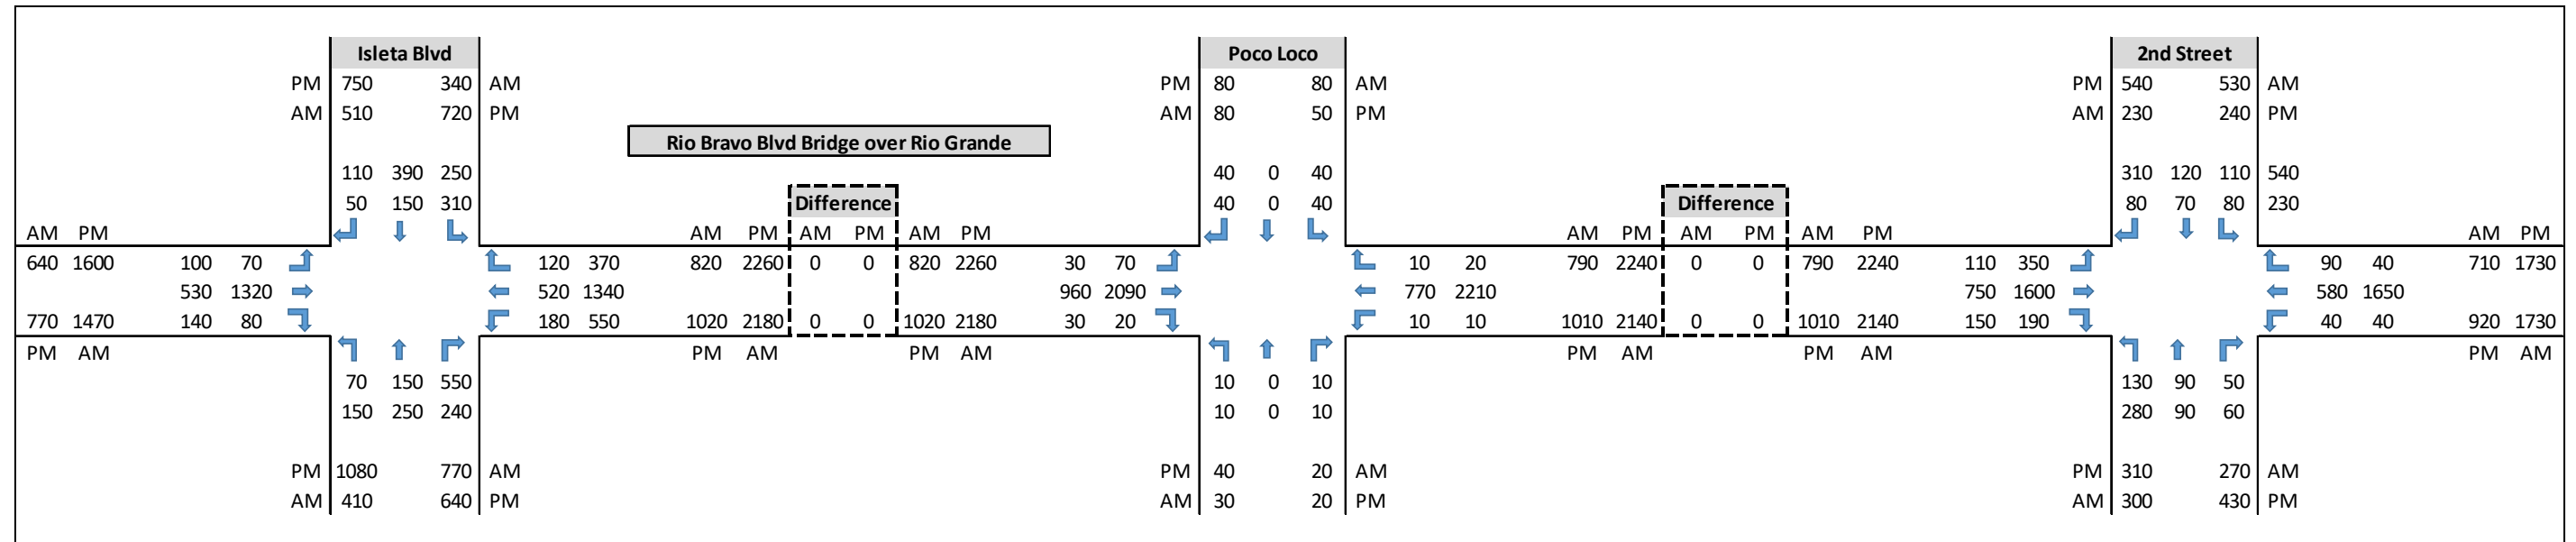 Isleta Blvd Poco Loco 2nd Street
PM 750 340 AM PM 80 80 AM PM 540 530 AM
AM 510 720 PM AM 80 50 PM AM 230 240 PM
Rio Bravo Blvd Bridge over Rio Grande
110 390 250 40 0 40 310 120 110 540
50 150 310 Difference 40 0 40 Difference 80 70 80 230
AM PM AM PM AM PM AM PM AM PM AM PM AM PM AM PM
640 1600 100 70 120 370 820 2260 0 0 820 2260 30 70 10 20 790 2240 0 0 790 2240 110 350 90 40 710 1730
530 1320 520 1340 960 2090 770 2210 750 1600 580 1650
770 1470 140 80 180 550 1020 2180 0 0 1020 2180 30 20 10 10 1010 2140 0 0 1010 2140 150 190 40 40 920 1730
PM AM PM AM PM AM PM AM PM AM PM AM
70 150 550 10 0 10 130 90 50
150 250 240 10 0 10 280 90 60
PM 1080 770 AM PM 40 20 AM PM 310 270 AM
AM 410 640 PM AM 30 20 PM AM 300 430 PM